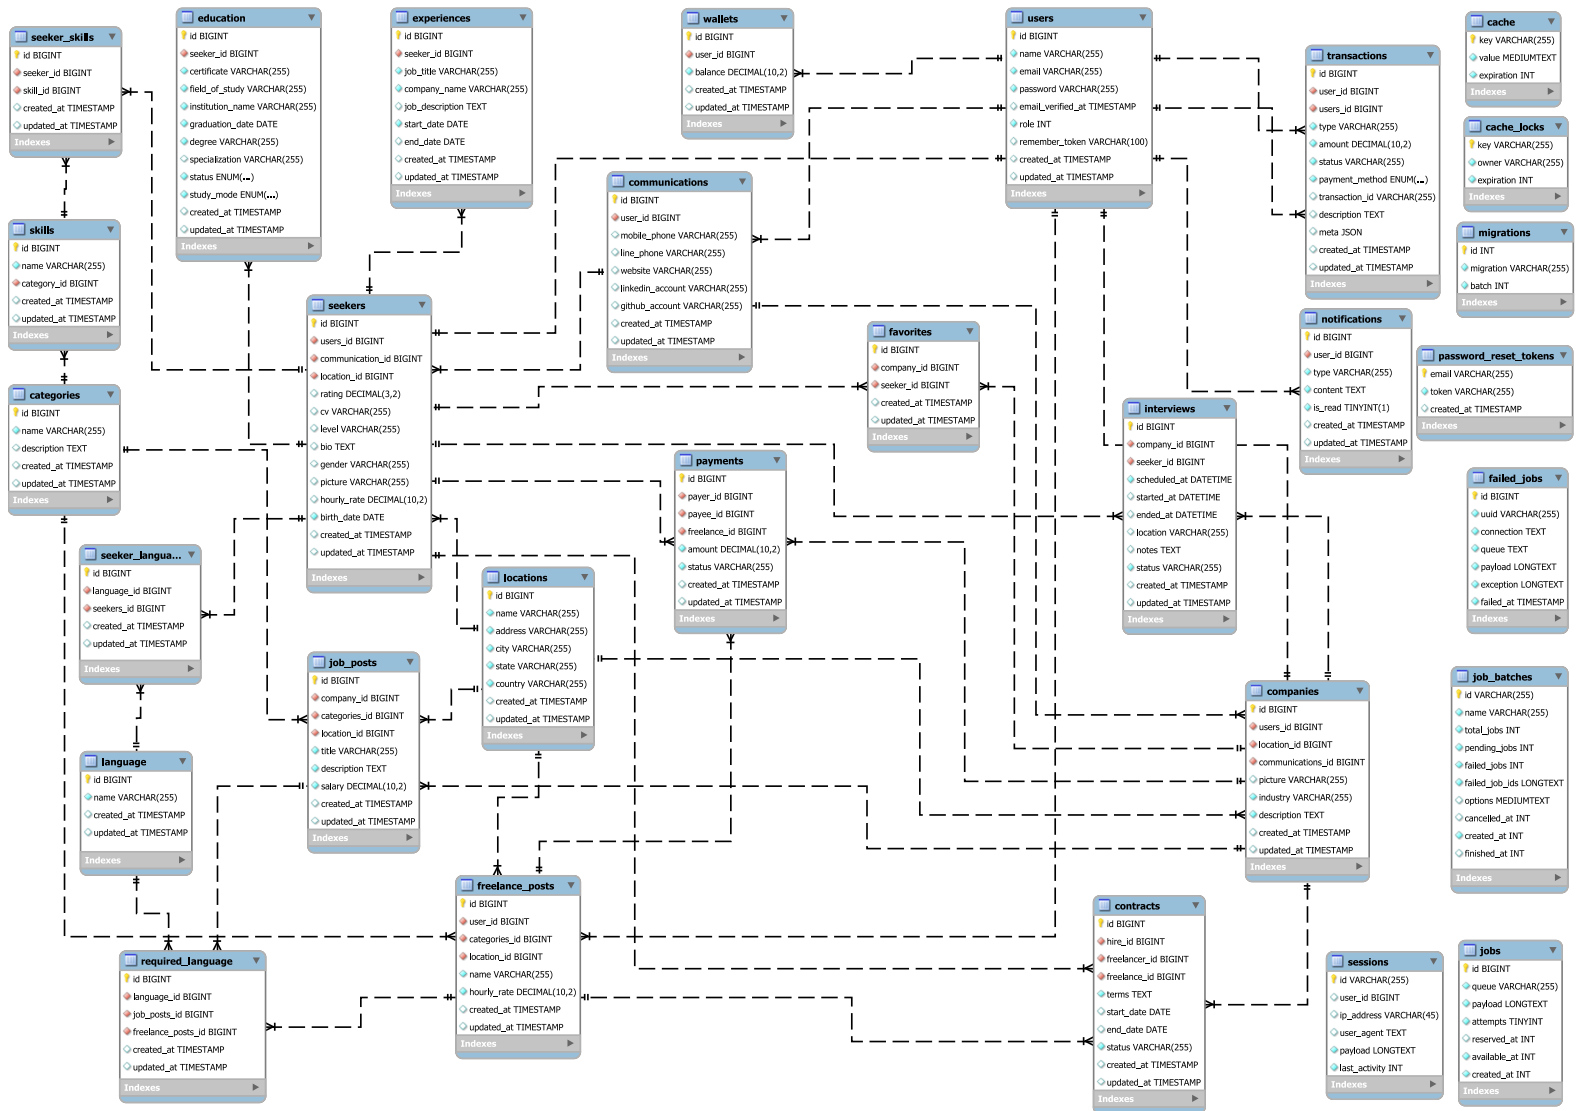 seeker_skills
id BIGINT
seeker_id BIGINT
skill_id BIGINT
created_at TIMESTAMP
updated_at TIMESTAMP
Indexes
education
id BIGINT
seeker_id BIGINT
certificate VARCHAR(255)
field_of_study VARCHAR(255)
institution_name VARCHAR(255)
graduation_date DATE
degree VARCHAR(255)
specialization VARCHAR(255)
status ENUM(...)
study_mode ENUM(...)
created_at TIMESTAMP
updated_at TIMESTAMP
Indexes
experiences
id BIGINT
seeker_id BIGINT
job_title VARCHAR(255)
company_name VARCHAR(255)
job_description TEXT
start_date DATE
end_date DATE
created_at TIMESTAMP
updated_at TIMESTAMP
Indexes
wallets
id BIGINT
user_id BIGINT
balance DECIMAL(10,2)
created_at TIMESTAMP
updated_at TIMESTAMP
Indexes
users
id BIGINT
name VARCHAR(255)
email VARCHAR(255)
password VARCHAR(255)
email_verified_at TIMESTAMP
role INT
remember_token VARCHAR(100)
created_at TIMESTAMP
updated_at TIMESTAMP
Indexes
transactions
id BIGINT
user_id BIGINT
users_id BIGINT
type VARCHAR(255)
amount DECIMAL(10,2)
status VARCHAR(255)
payment_method ENUM(...)
transaction_id VARCHAR(255)
description TEXT
meta JSON
created_at TIMESTAMP
updated_at TIMESTAMP
Indexes
cache
key VARCHAR(255)
value MEDIUMTEXT
expiration INT
Indexes
cache_locks
key VARCHAR(255)
owner VARCHAR(255)
expiration INT
Indexes
migrations
id INT
migration VARCHAR(255)
batch INT
Indexes
communications
id BIGINT
user_id BIGINT
mobile_phone VARCHAR(255)
line_phone VARCHAR(255)
website VARCHAR(255)
linkedin_account VARCHAR(255)
github_account VARCHAR(255)
created_at TIMESTAMP
updated_at TIMESTAMP
Indexes
skills
id BIGINT
name VARCHAR(255)
category_id BIGINT
created_at TIMESTAMP
updated_at TIMESTAMP
Indexes
seekers
id BIGINT
users_id BIGINT
communication_id BIGINT
location_id BIGINT
rating DECIMAL(3,2)
cv VARCHAR(255)
level VARCHAR(255)
bio TEXT
gender VARCHAR(255)
picture VARCHAR(255)
hourly_rate DECIMAL(10,2)
birth_date DATE
created_at TIMESTAMP
updated_at TIMESTAMP
Indexes
favorites
id BIGINT
company_id BIGINT
seeker_id BIGINT
created_at TIMESTAMP
updated_at TIMESTAMP
Indexes
notifications
id BIGINT
user_id BIGINT
type VARCHAR(255)
content TEXT
is_read TINYINT(1)
created_at TIMESTAMP
updated_at TIMESTAMP
Indexes
password_reset_tokens
email VARCHAR(255)
token VARCHAR(255)
created_at TIMESTAMP
Indexes
categories
id BIGINT
name VARCHAR(255)
description TEXT
created_at TIMESTAMP
updated_at TIMESTAMP
Indexes
interviews
id BIGINT
company_id BIGINT
seeker_id BIGINT
scheduled_at DATETIME
started_at DATETIME
ended_at DATETIME
location VARCHAR(255)
notes TEXT
status VARCHAR(255)
created_at TIMESTAMP
updated_at TIMESTAMP
Indexes
payments
id BIGINT
payer_id BIGINT
payee_id BIGINT
freelance_id BIGINT
amount DECIMAL(10,2)
status VARCHAR(255)
created_at TIMESTAMP
updated_at TIMESTAMP
Indexes
failed_jobs
id BIGINT
uuid VARCHAR(255)
connection TEXT
queue TEXT
payload LONGTEXT
exception LONGTEXT
failed_at TIMESTAMP
Indexes
seeker_langua...
id BIGINT
language_id BIGINT
seekers_id BIGINT
created_at TIMESTAMP
updated_at TIMESTAMP
Indexes
locations
id BIGINT
name VARCHAR(255)
address VARCHAR(255)
city VARCHAR(255)
state VARCHAR(255)
country VARCHAR(255)
created_at TIMESTAMP
updated_at TIMESTAMP
Indexes
job_posts
id BIGINT
company_id BIGINT
categories_id BIGINT
location_id BIGINT
title VARCHAR(255)
description TEXT
salary DECIMAL(10,2)
created_at TIMESTAMP
updated_at TIMESTAMP
Indexes
companies
id BIGINT
users_id BIGINT
location_id BIGINT
communications_id BIGINT
picture VARCHAR(255)
industry VARCHAR(255)
description TEXT
created_at TIMESTAMP
updated_at TIMESTAMP
Indexes
job_batches
id VARCHAR(255)
name VARCHAR(255)
total_jobs INT
pending_jobs INT
failed_jobs INT
failed_job_ids LONGTEXT
options MEDIUMTEXT
cancelled_at INT
created_at INT
finished_at INT
Indexes
language
id BIGINT
name VARCHAR(255)
created_at TIMESTAMP
updated_at TIMESTAMP
Indexes
freelance_posts
id BIGINT
user_id BIGINT
categories_id BIGINT
location_id BIGINT
name VARCHAR(255)
hourly_rate DECIMAL(10,2)
created_at TIMESTAMP
updated_at TIMESTAMP
Indexes
contracts
id BIGINT
hire_id BIGINT
freelancer_id BIGINT
freelance_id BIGINT
terms TEXT
start_date DATE
end_date DATE
status VARCHAR(255)
created_at TIMESTAMP
updated_at TIMESTAMP
Indexes
required_language
id BIGINT
language_id BIGINT
job_posts_id BIGINT
freelance_posts_id BIGINT
created_at TIMESTAMP
updated_at TIMESTAMP
Indexes
sessions
id VARCHAR(255)
user_id BIGINT
ip_address VARCHAR(45)
user_agent TEXT
payload LONGTEXT
last_activity INT
Indexes
jobs
id BIGINT
queue VARCHAR(255)
payload LONGTEXT
attempts TINYINT
reserved_at INT
available_at INT
created_at INT
Indexes